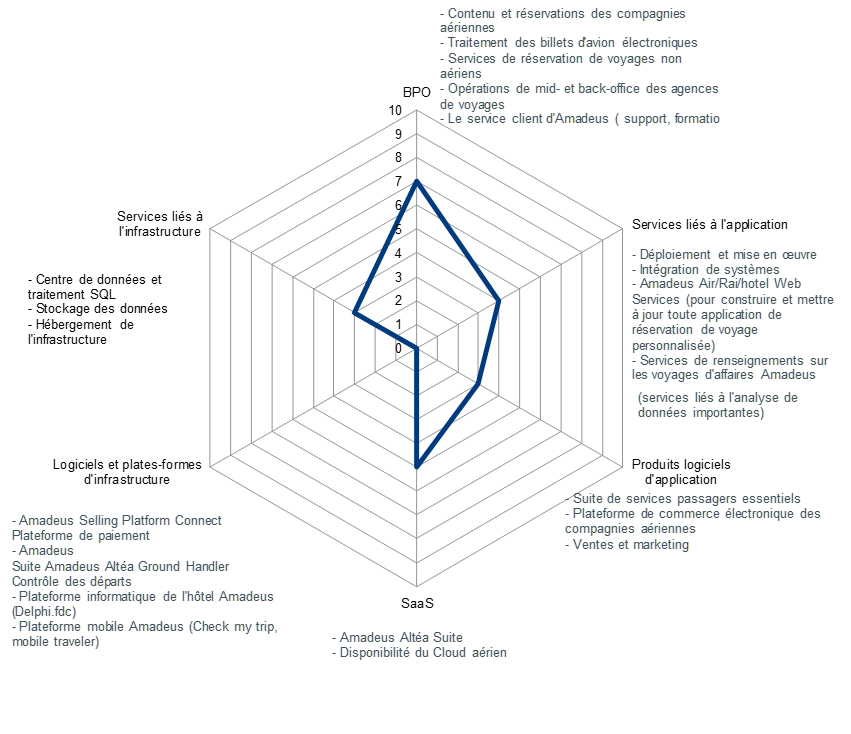 - Contenu et réservations des compagnies
aériennes
- Traitement des billets d'avion électroniques
- Services de réservation de voyages non
aériens
- Opérations de mid- et back-office des agences
de voyages
- Le service client d'Amadeus ( support, formatio
BPO
10
9
8
7
6
5
4
3
2
1
0
Services liés à
l'infrastructure
- Centre de données et
traitement SQL
- Stockage des données
- Hébergement de
l'infrastructure
Services liés à l'application
- Déploiement et mise en œuvre
- Intégration de systèmes
- Amadeus Air/Rai/hotel Web
Services (pour construire et mettre
à jour toute application de
réservation de voyage
personnalisée)
- Services de renseignements sur
les voyages d'affaires Amadeus
(services liés à l'analyse de
données importantes)
Logiciels et plates-formes
d'infrastructure
- Amadeus Selling Platform Connect
Plateforme de paiement
- Amadeus
Suite Amadeus Altéa Ground Handler
Contrôle des départs
- Plateforme informatique de l'hôtel Amadeus
(Delphi.fdc)
- Plateforme mobile Amadeus (Check my trip,
mobile traveler)
Produits logiciels
d'application
- Suite de services passagers essentiels
- Plateforme de commerce électronique des
compagnies aériennes
- Ventes et marketing
SaaS
- Amadeus Altéa Suite
- Disponibilité du Cloud aérien